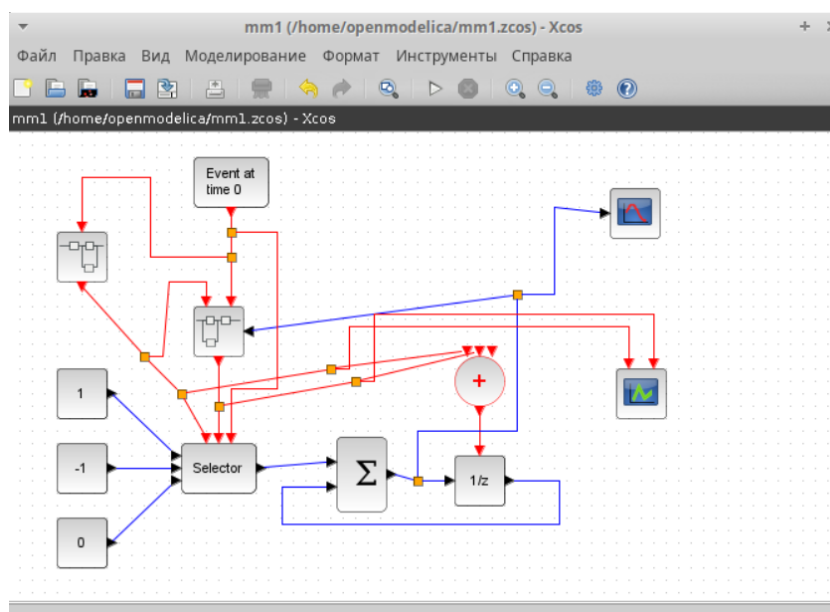 mm1 (/home/openmodelica/mm1.zcos) - Xcos
Файл Правка Вид Моделирование Формат Инструменты Справка
mm1 (/home/openmodelica/mm1.zcos) - Xcos
Event at
time 0
1
+
-1
Selector
Σ
1/z
0